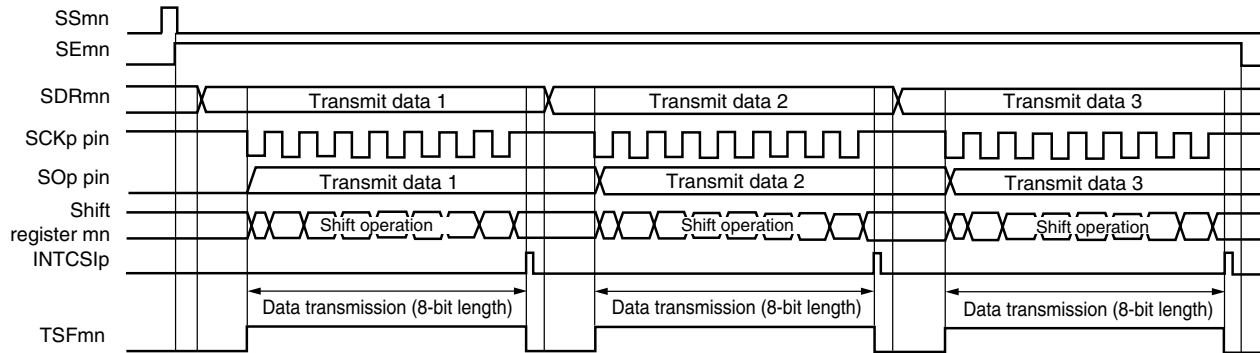 SSmn
SEmn
SDRmn Transmit data 1 Transmit data 2 Transmit data 3
SCKp pin
SOp pin Transmit data 1 Transmit data 2 Transmit data 3
Shift
register mn Shift operation Shift operation Shift operation
INTCSIp
Data transmission (8-bit length) Data transmission (8-bit length) Data transmission (8-bit length)
TSFmn